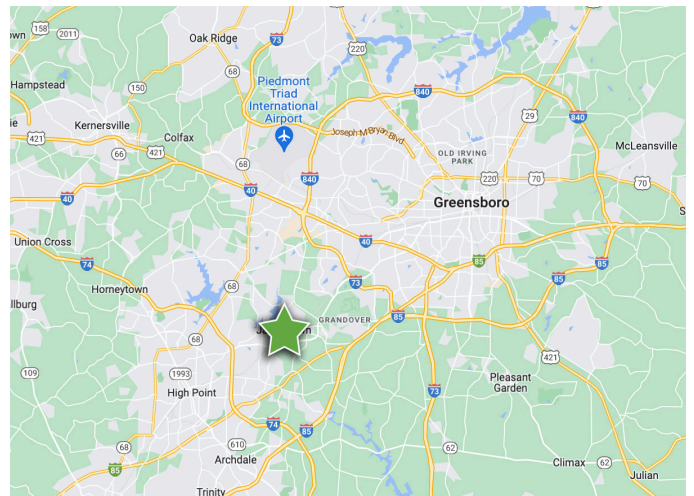 158
2011
Oak Ridge
73
220
68
Hampstead
150
Piedmont
Triad
International
Airport
840
Kernersville
421
421
66
Colfax
Joseph M Bryan Blvd
29
840
McLeansville
OLD IRVING
PARK
68
40
40
840
220
70
70
Greensboro
Union Cross
74
40
85
85
73
Horneytown
68
GRANDOVER
85
68
421
109
1993
High Point
Pleasant
Garden
73
74
85
610
68
Archdale
62
Climax
62
85
Trinity
Julian